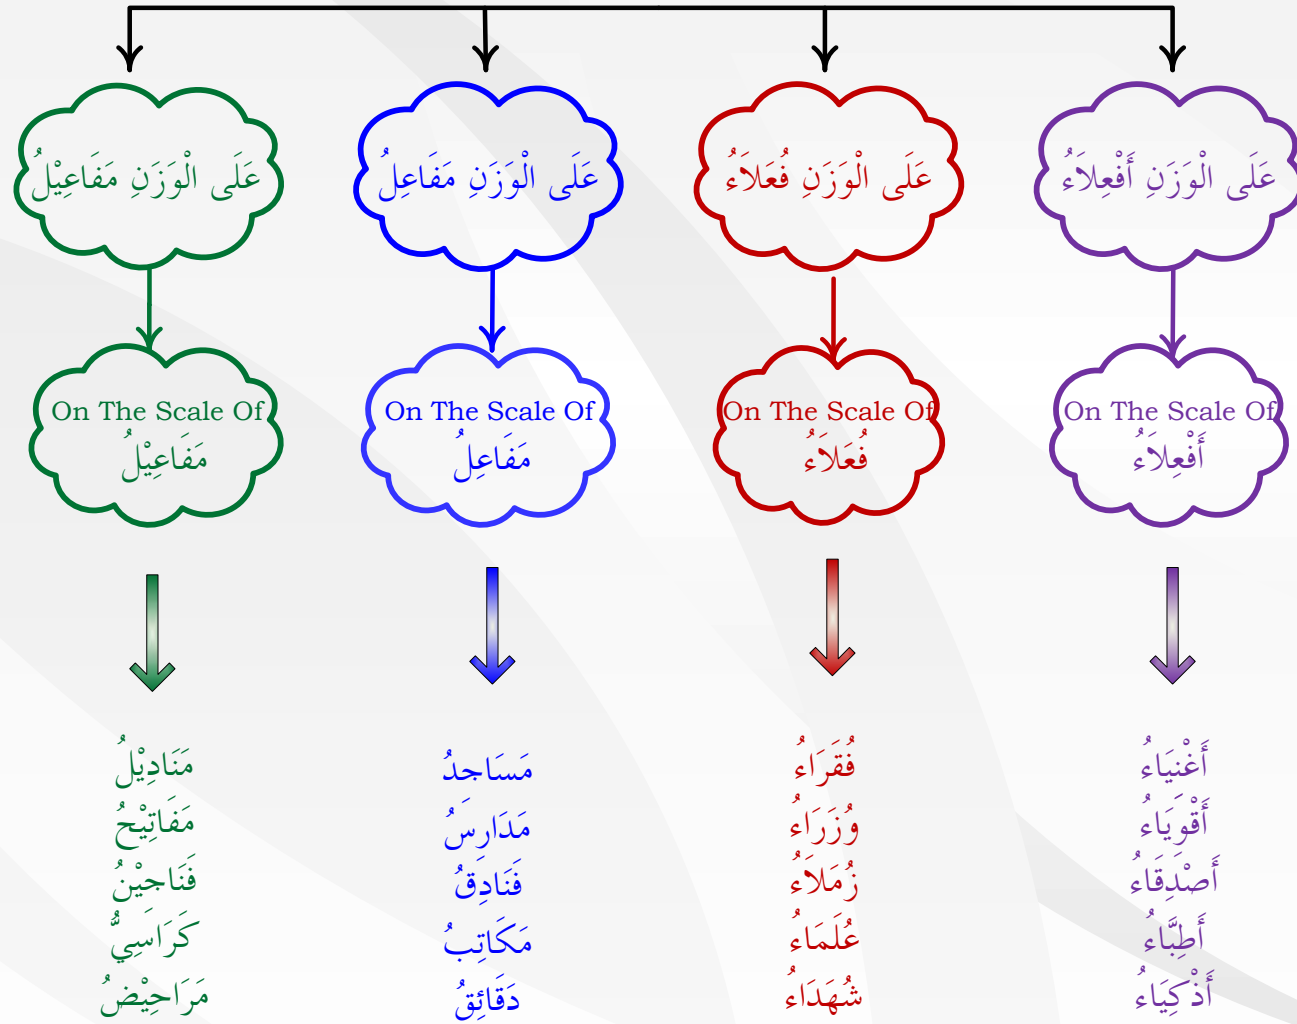 عَلَى الْوَزَنِ أَفْعِلاَءُ
عَلَى الْوَزَنِ فُعَلاَءُ
عَلَى الْوَزَنِ مَفَاعِلُ
عَلَى الْوَزَنِ مَفَاعِيْلُ
On The Scale Of
أَفْعِلاَءُ
On The Scale Of
فُعَلاَءُ
On The Scale Of
مَفَاعِلُ
On The Scale Of
مَفَاعِيْلُ
أَغْنِيَاءُ
أَقْوِيَاءُ
أَصْدِقَاءُ
أَطِبَّاءُ
أَذْكِيَاءُ
فُقَرَاءُ
وُزَرَاءُ
زُمَلاَءُ
عُلَمَاءُ
شُهَدَاءُ
مَسَاجِدُ
مَدَارِسُ
فَنَادِقُ
مَكَاتِبُ
دَقَائِقُ
مَنَادِيْلُ
مَفَاتِيْحُ
فَنَاجِيْنُ
كَرَاسِيُّ
مَرَاحِيْضُ